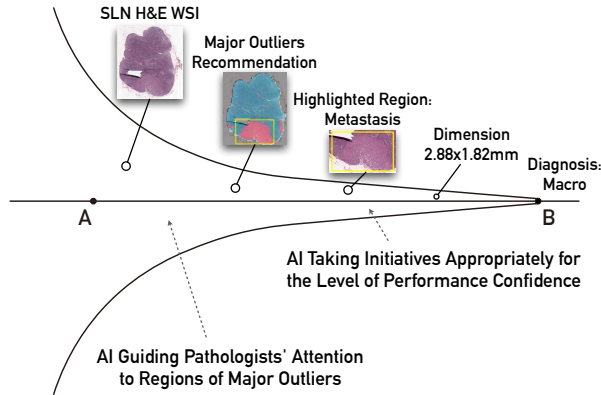 SLN H&E WSI
Major Outliers
Recommendation
Highlighted Region:
Metastasis
Dimension
2.88x1.82mm
Diagnosis:
Macro
A
B
AI Taking Initiatives Appropriately for
the Level of Performance Confidence
AI Guiding Pathologists' Attention
to Regions of Major Outliers